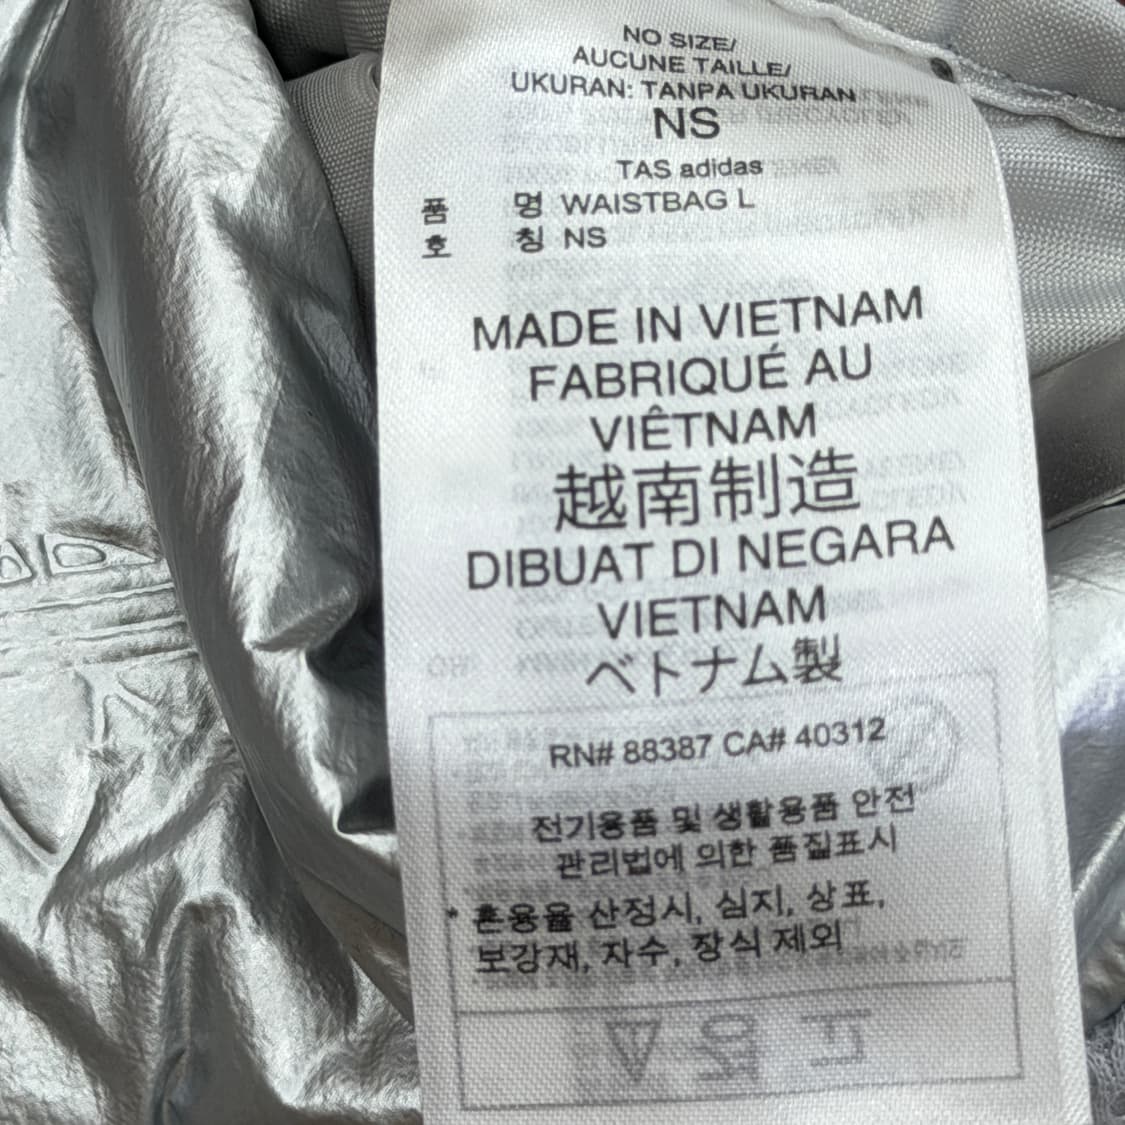 NO SIZE/
AUCUNE TAILLE/
UKURAN: TANPA UKURAN
NS
TAS adidas
품 명 WAISTBAG L
호 칭 NS
MADE IN VIETNAM
FABRIQUÉ AU
VIÊTNAM
越南制造
DIBUAT DI NEGARA
VIETNAM
ベトナム製
RN# 88387 CA# 40312
전기용품 및 생활용품 안전
관리법에 의한 품질표시
* 혼용율 산정시, 심지, 상표,
보강재, 자수, 장식 제외